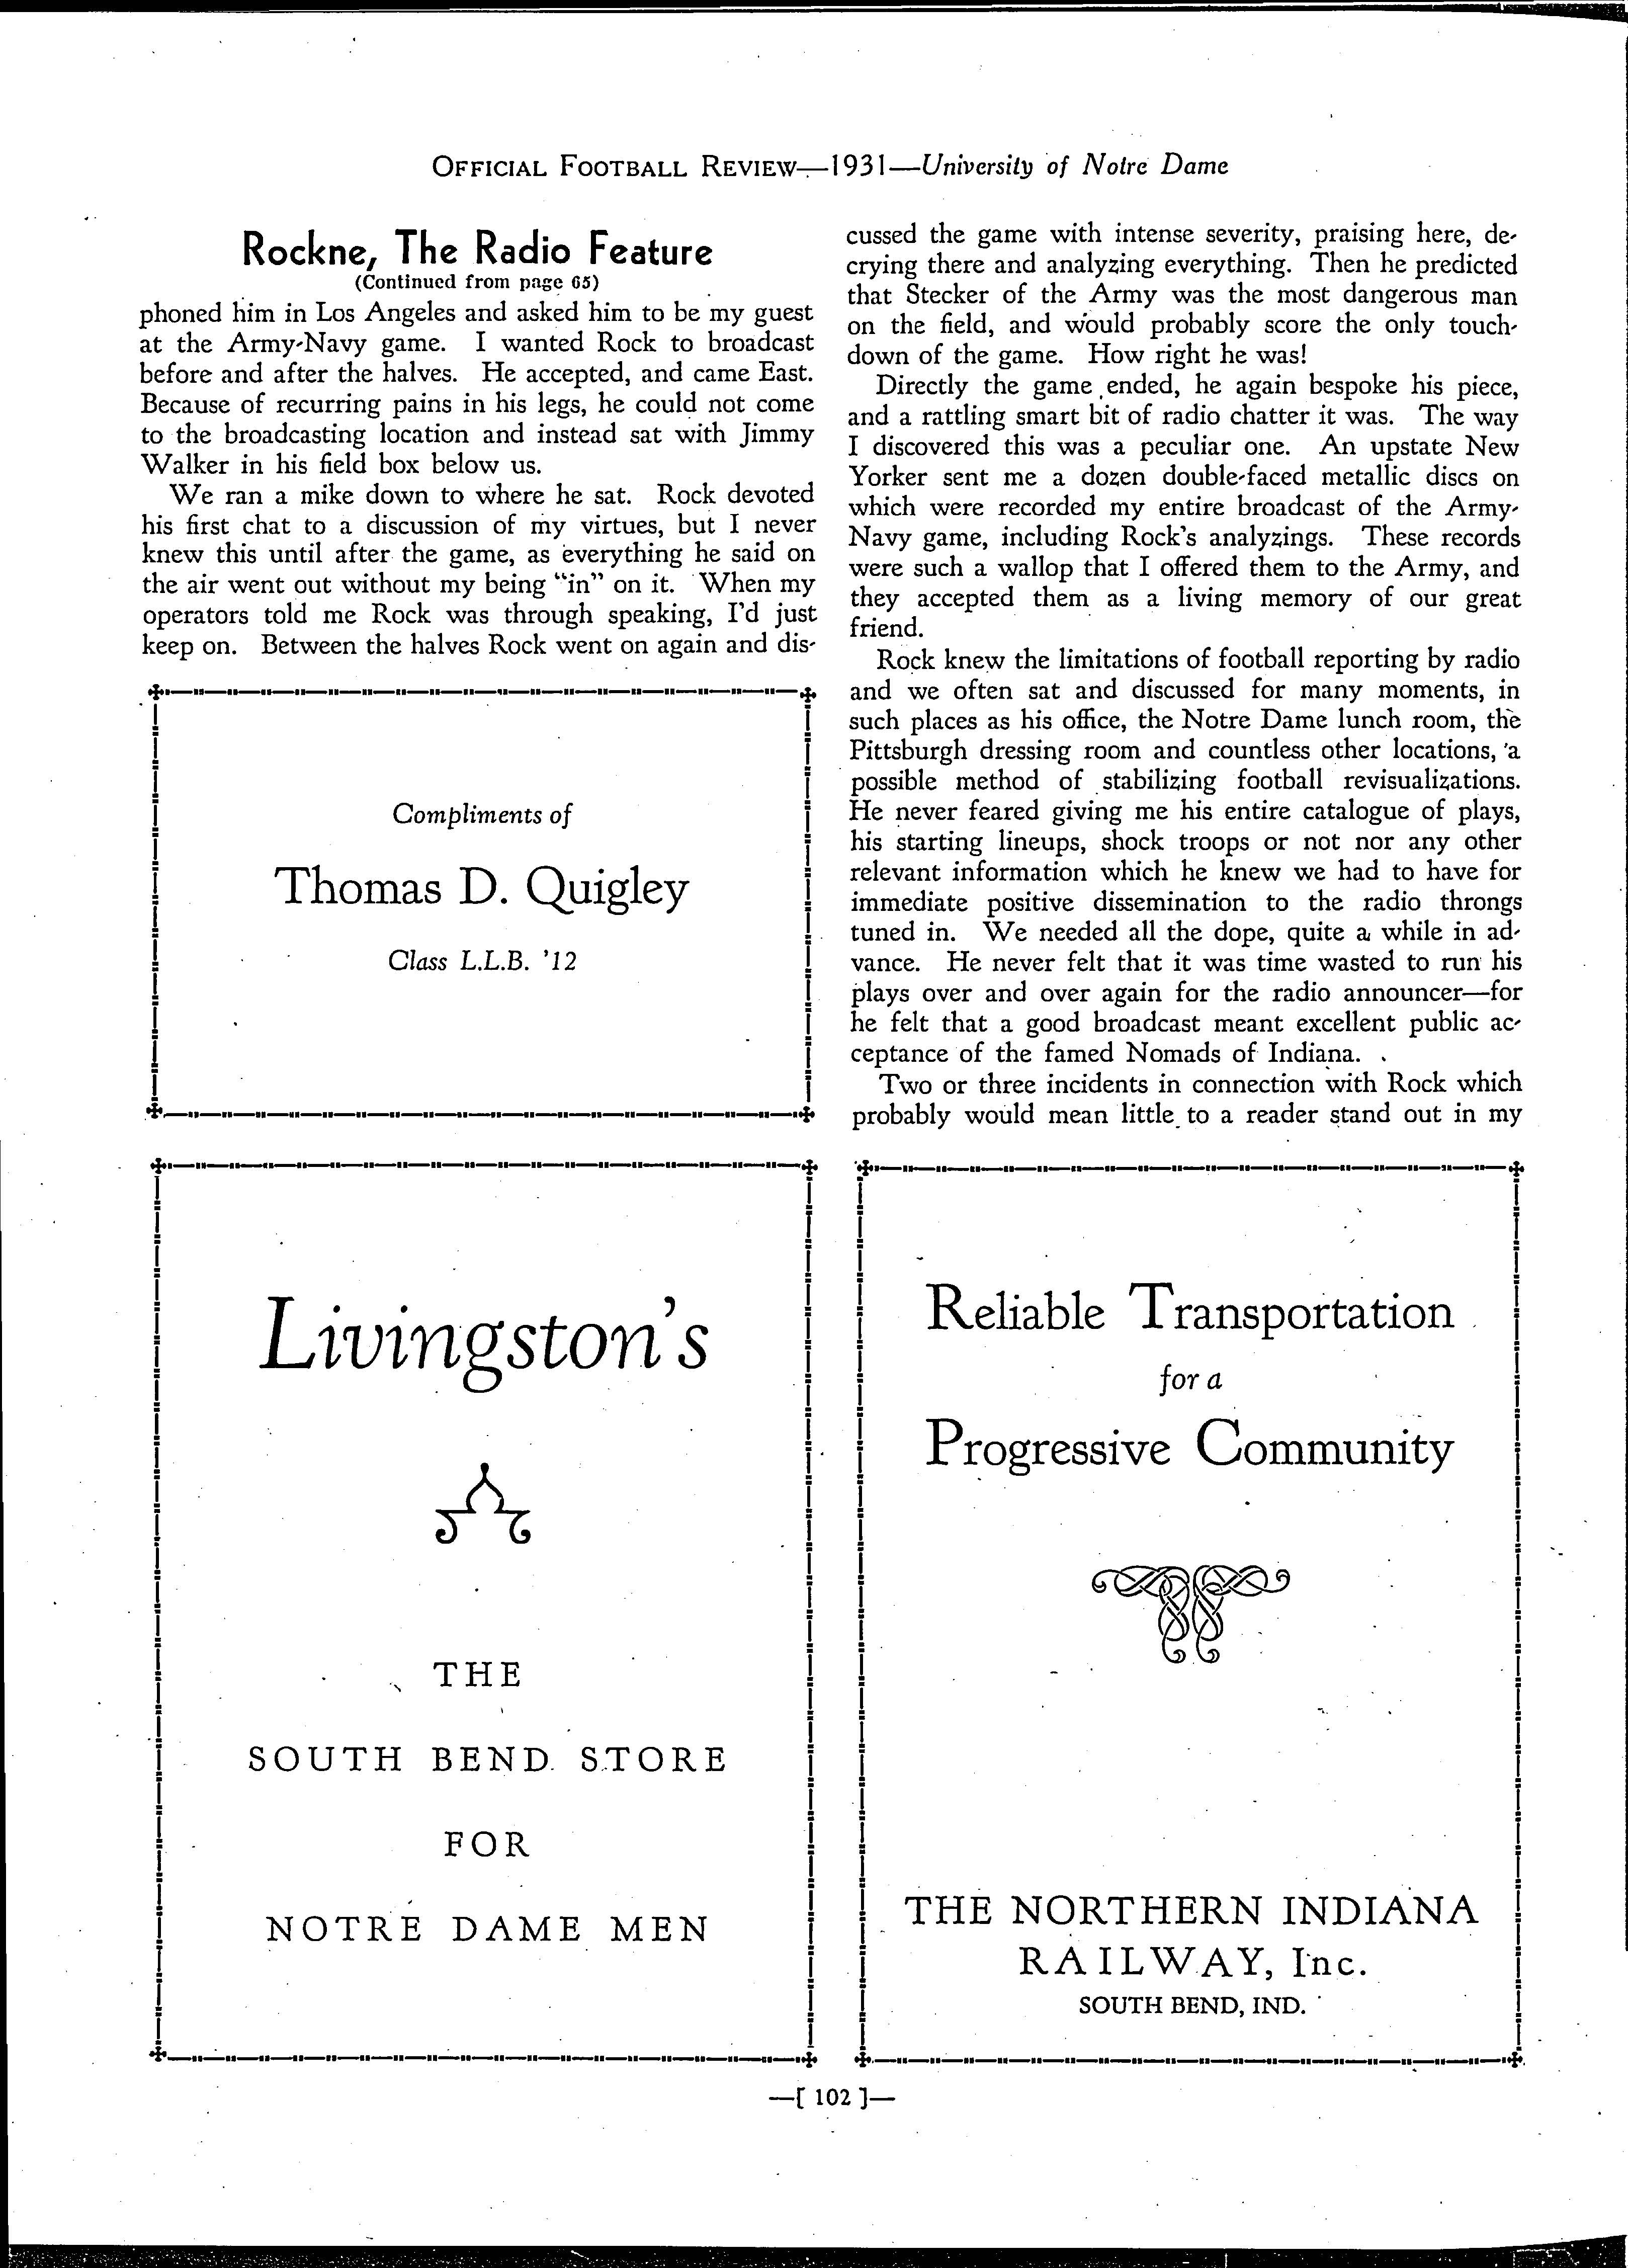 OFFICIAL FOOTBALL REVIEW—1931—University of Notre Dame
Rockne, The Radio Feature
(Continued from page 65)
phoned him in Los Angeles and asked him to be my guest
at the Army-Navy game. I wanted Rock to broadcast
before and after the halves. He accepted, and came East.
Because of recurring pains in his legs, he could not come
to the broadcasting location and instead sat with Jimmy
Walker in his field box below us.
We ran a mike down to where he sat. Rock devoted
his first chat to a discussion of my virtues, but I never
knew this until after the game, as everything he said on
the air went out without my being "in" on it. When my
operators told me Rock was through speaking, I'd just
keep on. Between the halves Rock went on again and dis-
cussed the game with intense severity, praising here, de-
crying there and analyzing everything. Then he predicted
that Stecker of the Army was the most dangerous man
on the field, and would probably score the only touch-
down of the game. How right he was!
Directly the game ended, he again bespoke his piece,
and a rattling smart bit of radio chatter it was. The way
I discovered this was a peculiar one. An upstate New
Yorker sent me a dozen double-faced metallic discs on
which were recorded my entire broadcast of the Army-
Navy game, including Rock's analyzings. These records
were such a wallop that I offered them to the Army, and
they accepted them as a living memory of our great
friend.
Rock knew the limitations of football reporting by radio
and we often sat and discussed for many moments, in
such places as his office, the Notre Dame lunch room, the
Pittsburgh dressing room and countless other locations, a
possible method of stabilizing football revisualizations.
He never feared giving me his entire catalogue of plays,
his starting lineups, shock troops or not nor any other
relevant information which he knew we had to have for
immediate positive dissemination to the radio throngs
tuned in. We needed all the dope, quite a while in ad-
vance. He never felt that it was time wasted to run his
plays over and over again for the radio announcer—for
he felt that a good broadcast meant excellent public ac-
ceptance of the famed Nomads of Indiana.
Two or three incidents in connection with Rock which
probably would mean little to a reader stand out in my
Compliments of
Thomas D. Quigley
Class L.L.B. '12
Livingston's
THE
SOUTH BEND STORE
FOR
NOTRE DAME MEN
Reliable Transportation
for a
Progressive Community
THE NORTHERN INDIANA
RAILWAY, Inc.
SOUTH BEND, IND.
—[ 102 ]—